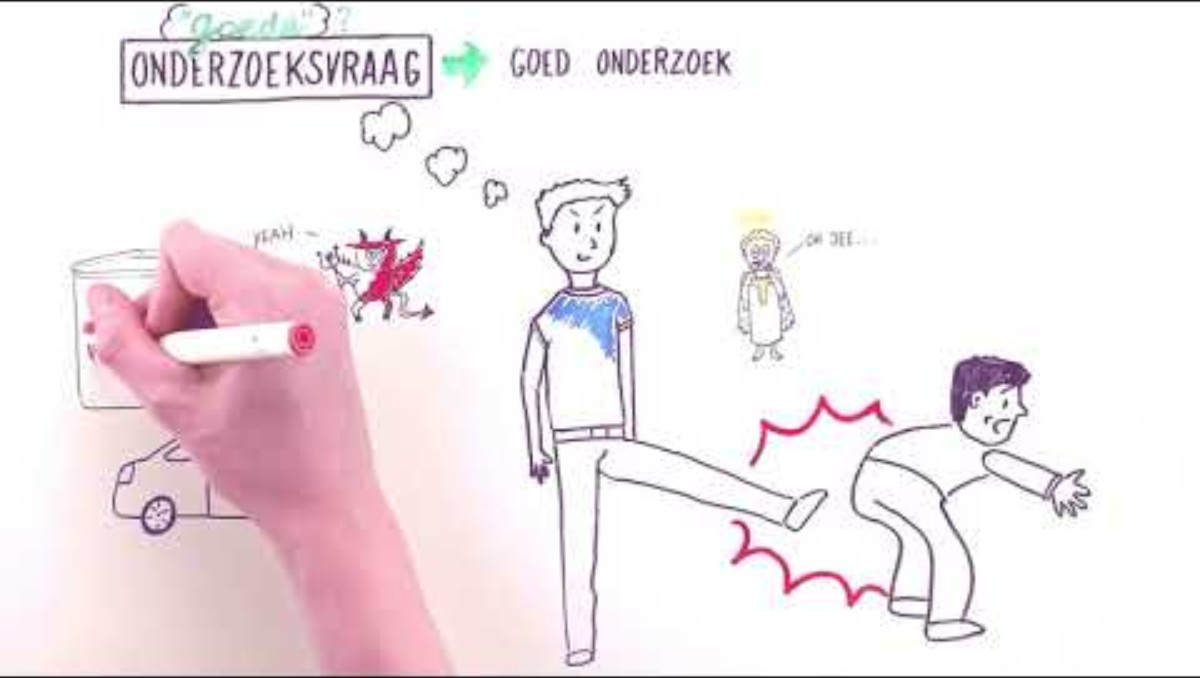 "goede"?
ONDERZOEKSVRAAG → GOED ONDERZOEK
YEAH
OH JEE...